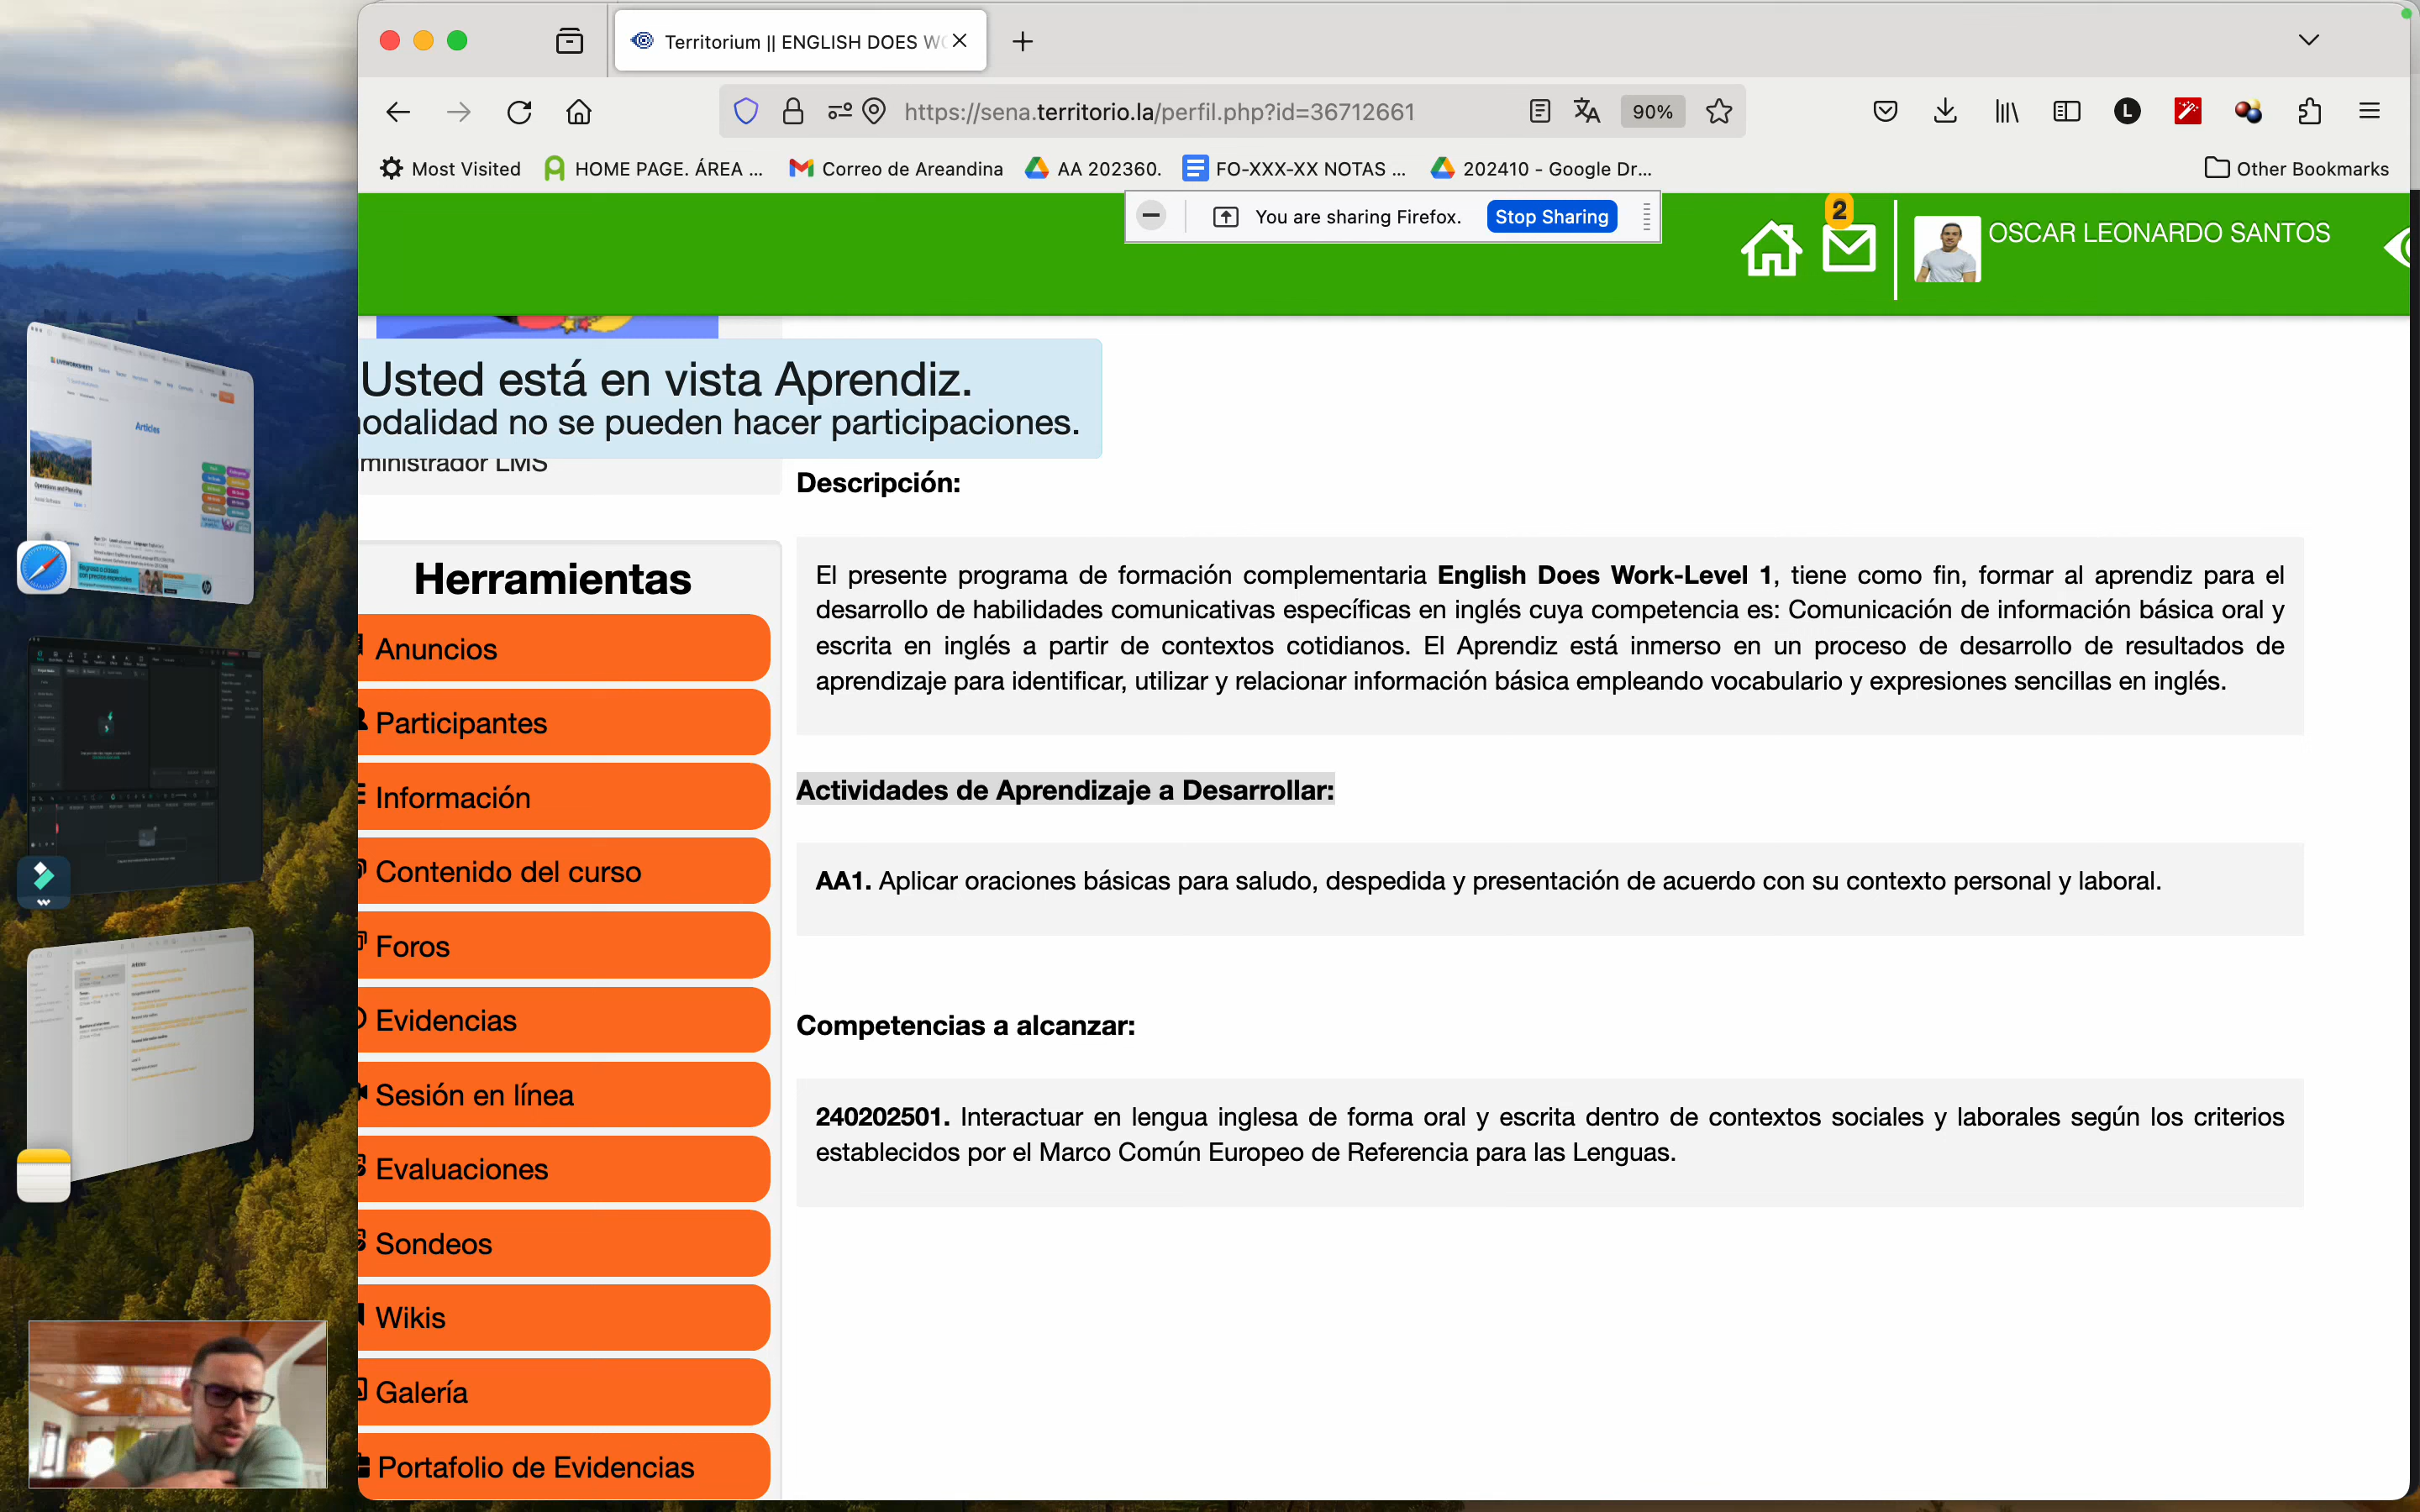 Territorium || ENGLISH DOES WO
https://sena.territorio.la/perfil.php?id=36712661
90%
L
Most Visited
HOME PAGE. ÁREA ...
Correo de Areandina
AA 202360.
FO-XXX-XX NOTAS ...
202410 - Google Dr...
Other Bookmarks
You are sharing Firefox.
Stop Sharing
2
OSCAR LEONARDO SANTOS
Usted está en vista Aprendiz.
modalidad no se pueden hacer participaciones.
ministrador LMS
Herramientas
Anuncios
Participantes
Información
Contenido del curso
Foros
Evidencias
Sesión en línea
Evaluaciones
Sondeos
Wikis
Galería
Portafolio de Evidencias
Descripción:
El presente programa de formación complementaria English Does Work-Level 1, tiene como fin, formar al aprendiz para el
desarrollo de habilidades comunicativas específicas en inglés cuya competencia es: Comunicación de información básica oral y
escrita en inglés a partir de contextos cotidianos. El Aprendiz está inmerso en un proceso de desarrollo de resultados de
aprendizaje para identificar, utilizar y relacionar información básica empleando vocabulario y expresiones sencillas en inglés.
Actividades de Aprendizaje a Desarrollar:
AA1. Aplicar oraciones básicas para saludo, despedida y presentación de acuerdo con su contexto personal y laboral.
Competencias a alcanzar:
240202501. Interactuar en lengua inglesa de forma oral y escrita dentro de contextos sociales y laborales según los criterios
establecidos por el Marco Común Europeo de Referencia para las Lenguas.
Articles